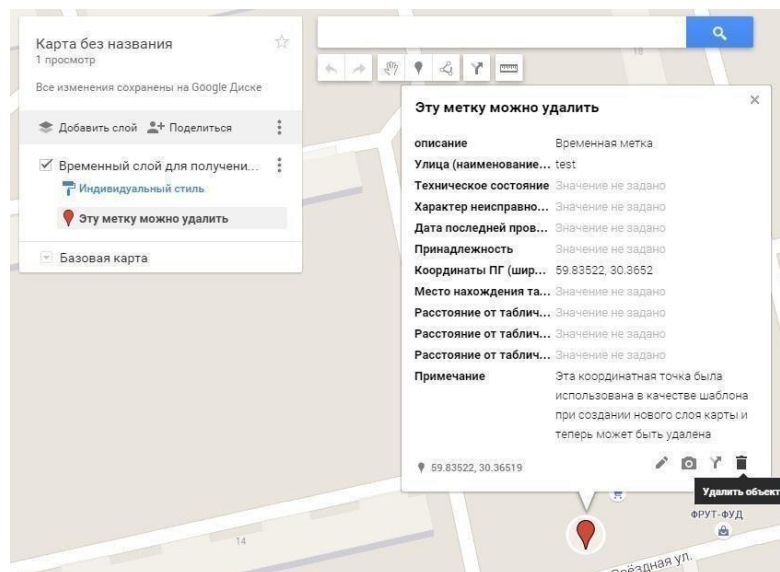 Карта без названия
1 просмотр
Все изменения сохранены на Google Диске
Добавить слой Поделиться
Временный слой для получени...
Индивидуальный стиль
Эту метку можно удалить
Базовая карта
18
Эту метку можно удалить
описание Временная метка
Улица (наименование... test
Техническое состояние Значение не задано
Характер неисправно... Значение не задано
Дата последней пров... Значение не задано
Принадлежность Значение не задано
Координаты ПГ (шир... 59.83522, 30.3652
Место нахождения та... Значение не задано
Расстояние от таблич... Значение не задано
Расстояние от таблич... Значение не задано
Расстояние от таблич... Значение не задано
Примечание Эта координатная точка была
использована в качестве шаблона
при создании нового слоя карты и
теперь может быть удалена
59.83522, 30.36519
Удалить объект
ФРУТ-ФУД
14
Звёздная ул.